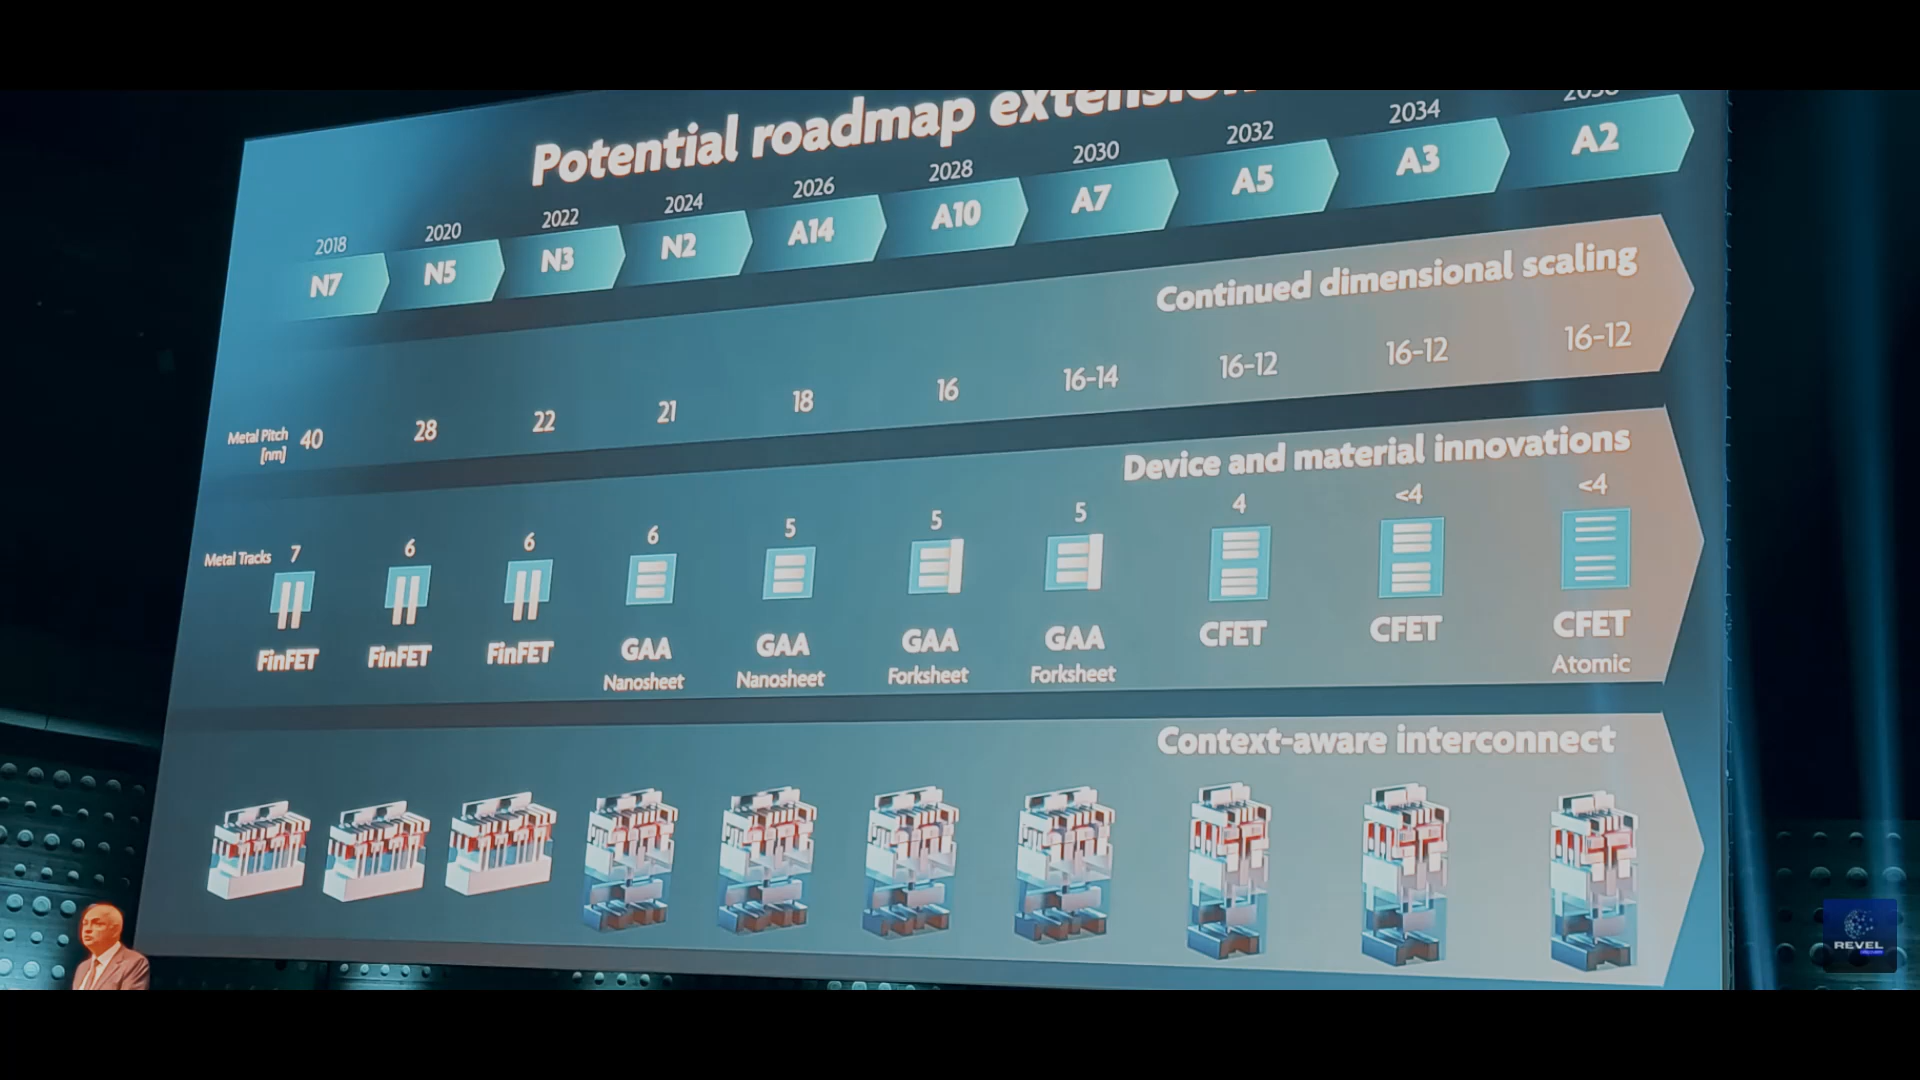 Potential roadmap extension
2018 2020 2022 2024 2026 2028 2030 2032 2034
N7 N5 N3 N2 A14 A10 A7 A5 A3 A2
Continued dimensional scaling
Metal Pitch
[nm]
40 28 22 21 18 16 16-14 16-12 16-12 16-12
Device and material innovations
Metal Tracks 7 6 6 6 5 5 5 4 <4 <4
FinFET FinFET FinFET GAA GAA GAA GAA CFET CFET CFET
Nanosheet Nanosheet Forksheet Forksheet Atomic
Context-aware interconnect
REVEL